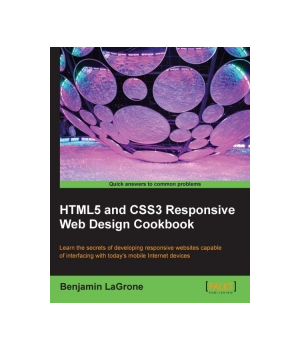 Quick answers to common problems
HTML5 and CSS3 Responsive
Web Design Cookbook
Learn the secrets of developing responsive websites capable
of interfacing with today's mobile Internet devices
Benjamin LaGrone
[PACKT]